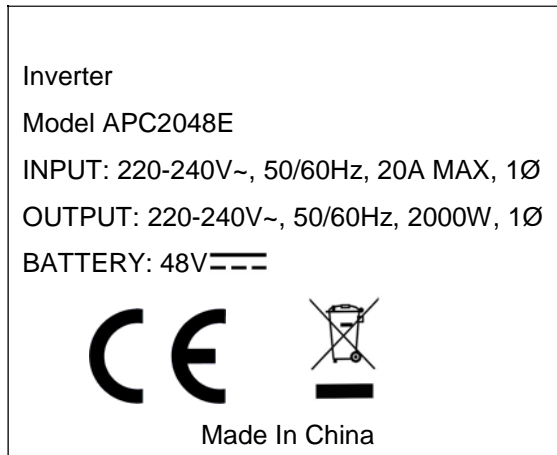 Inverter
Model APC2048E
INPUT: 220-240V~, 50/60Hz, 20A MAX, 1Ø
OUTPUT: 220-240V~, 50/60Hz, 2000W, 1Ø
BATTERY: 48V⎓
CE
Made In China